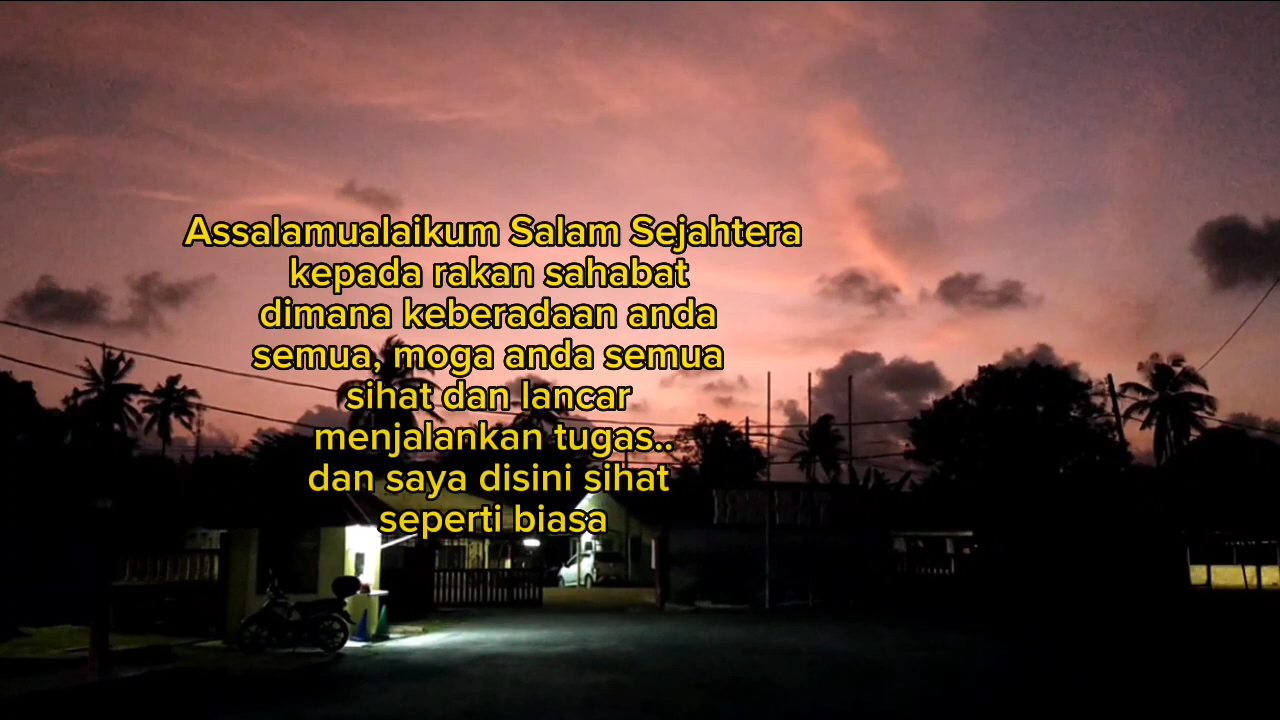 Assalamualaikum Salam Sejahtera
kepada rakan sahabat
dimana keberadaan anda
semua, moga anda semua
sihat dan lancar
menjalankan tugas..
dan saya disini sihat
seperti biasa